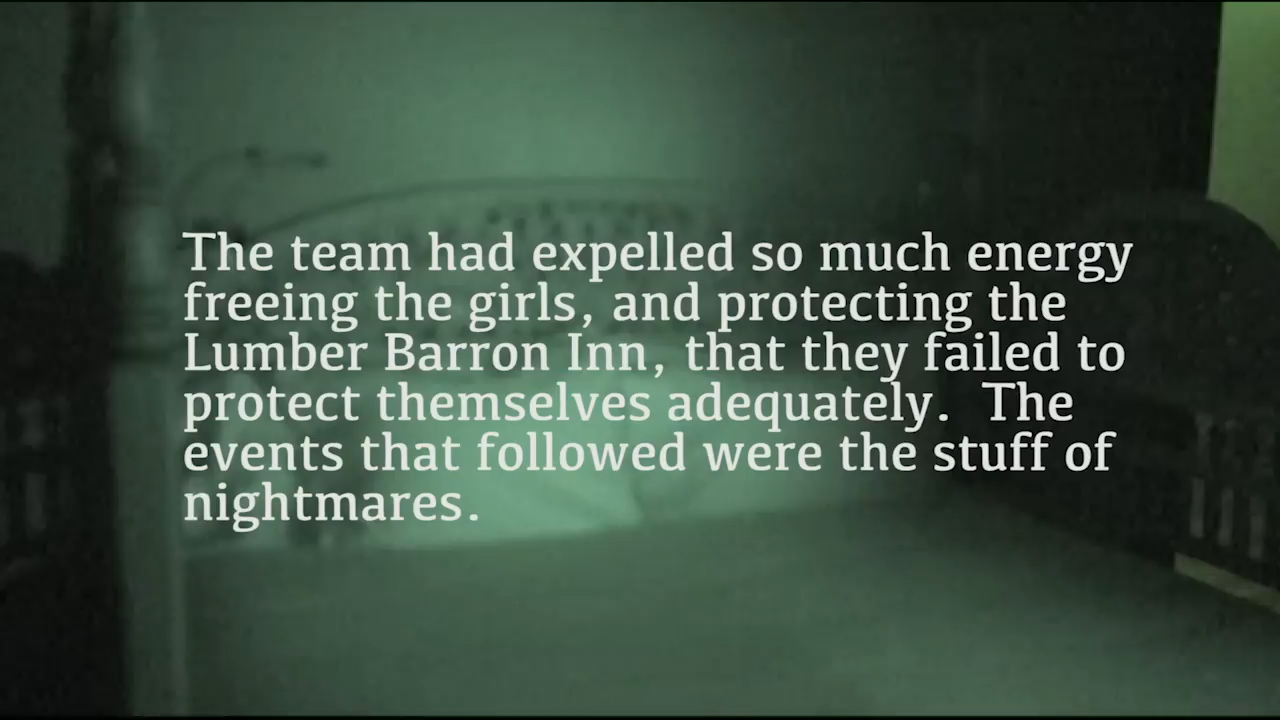 The team had expelled so much energy
freeing the girls, and protecting the
Lumber Barron Inn, that they failed to
protect themselves adequately.  The
events that followed were the stuff of
nightmares.